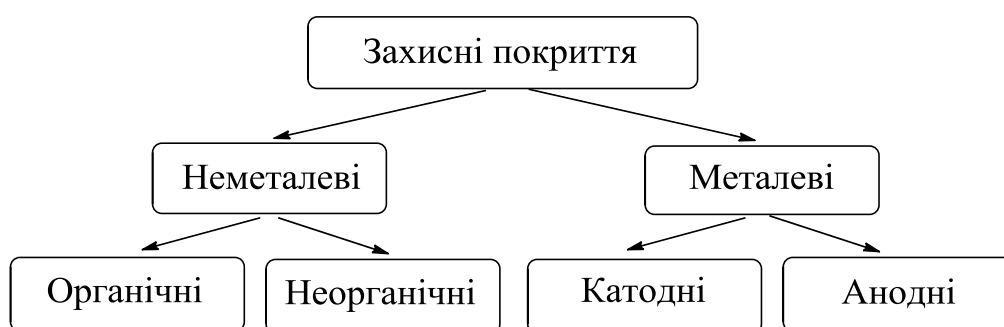 Захисні покриття
Неметалеві
Металеві
Органічні
Неорганічні
Катодні
Анодні